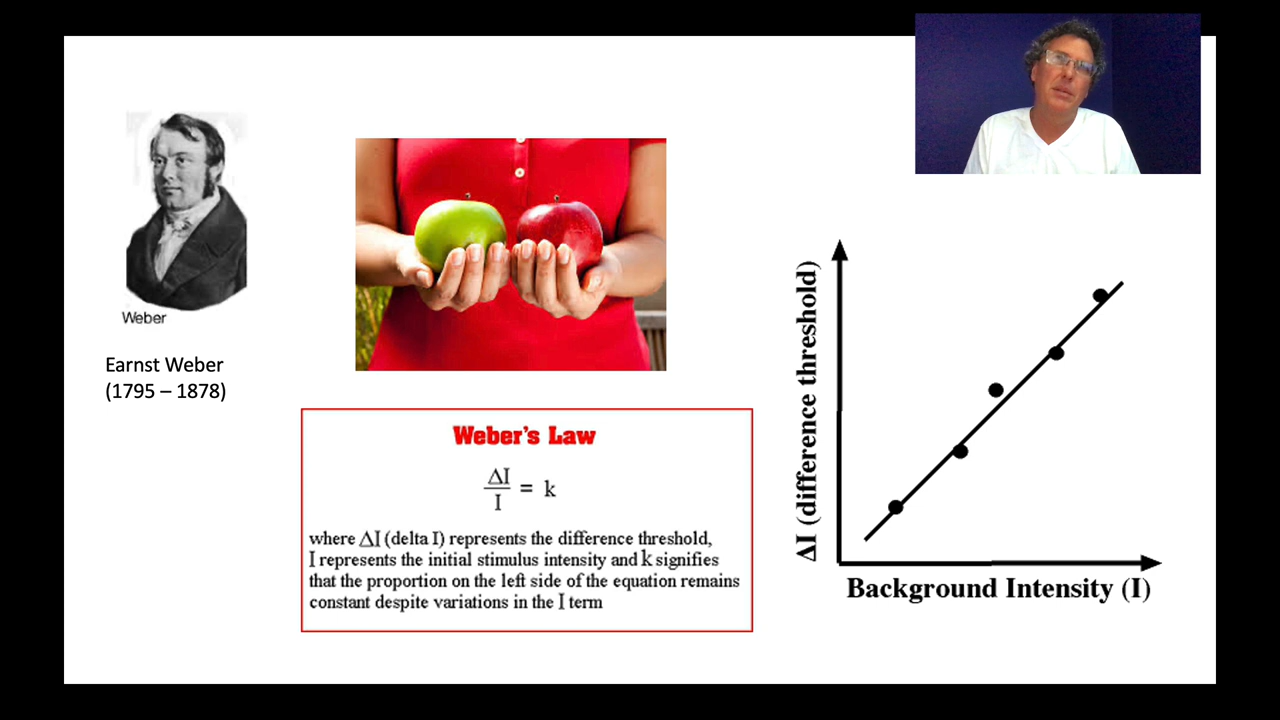 Weber
Earnst Weber
(1795 – 1878)
Weber's Law
ΔI
I
= k
where ΔI (delta I) represents the difference threshold,
I represents the initial stimulus intensity and k signifies
that the proportion on the left side of the equation remains
constant despite variations in the I term
ΔI (difference threshold)
Background Intensity (I)